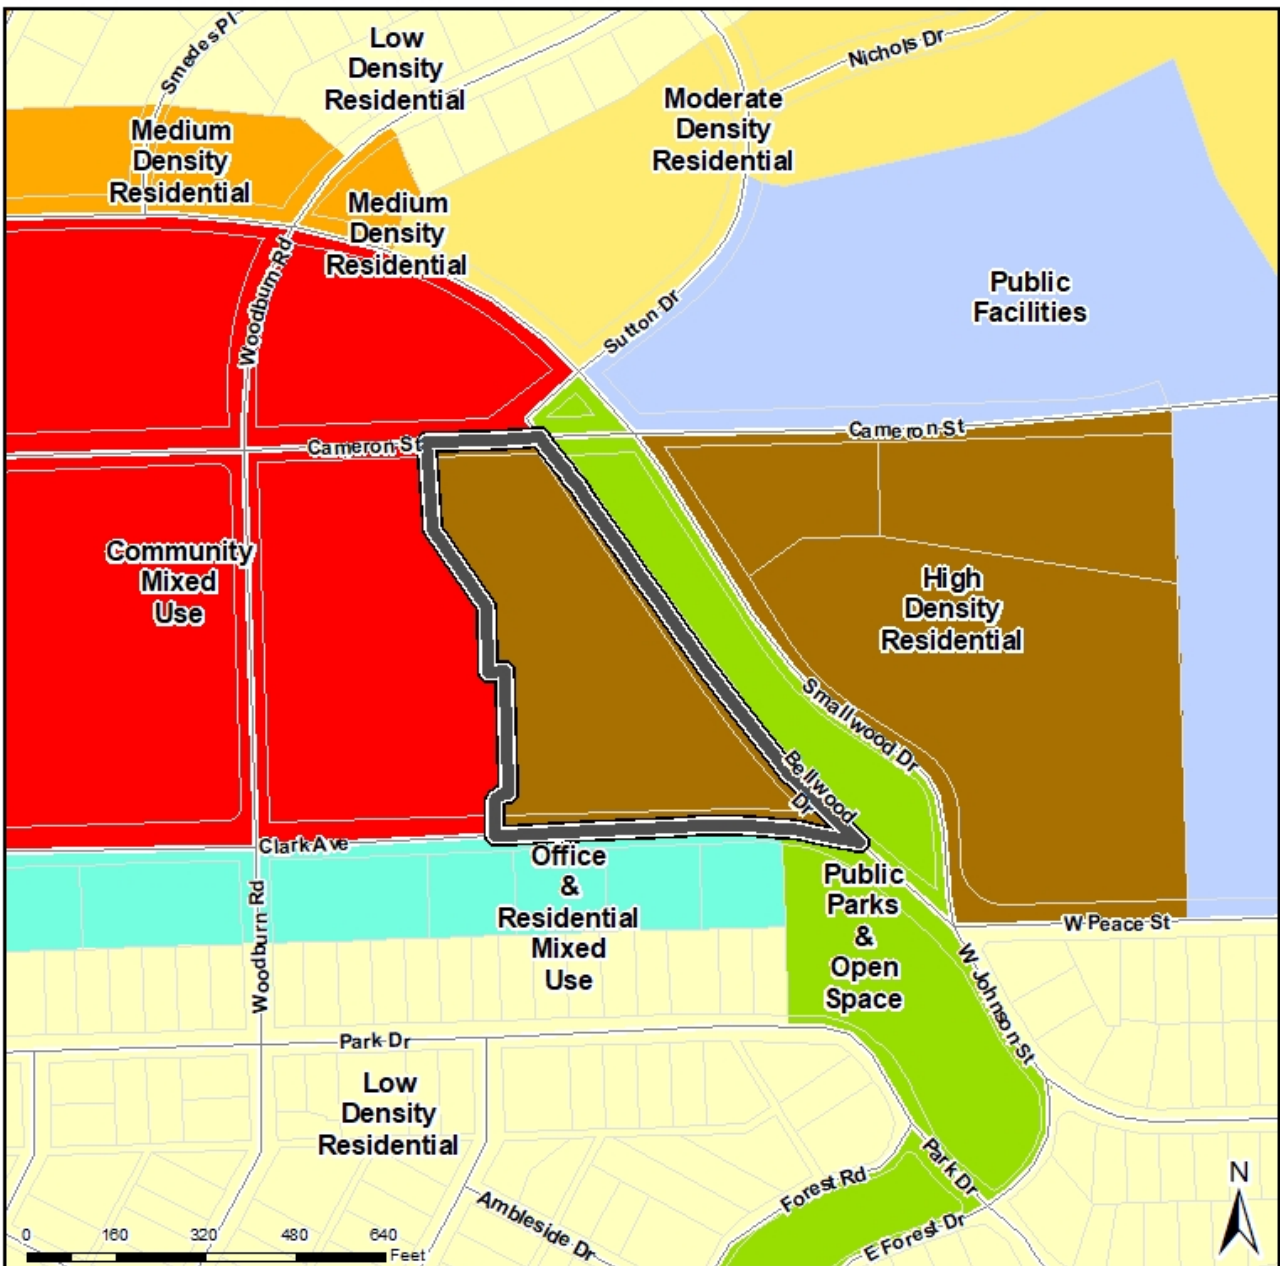 Smedes Pl
Low
Density
Residential
Nichols Dr
Moderate
Density
Residential
Medium
Density
Residential
Medium
Density
Residential
Woodburn Rd
Sutton Dr
Public
Facilities
Cameron St
Cameron St
Community
Mixed
Use
High
Density
Residential
Smallwood Dr
Bellwood
Dr
Clark Ave
Office
&
Residential
Mixed
Use
Public
Parks
&
Open
Space
Woodburn Rd
W Peace St
W Johnson St
Park Dr
Low
Density
Residential
Park Dr
Forest Rd
Ambleside Dr
E Forest Dr
N
0 160 320 480 640
Feet